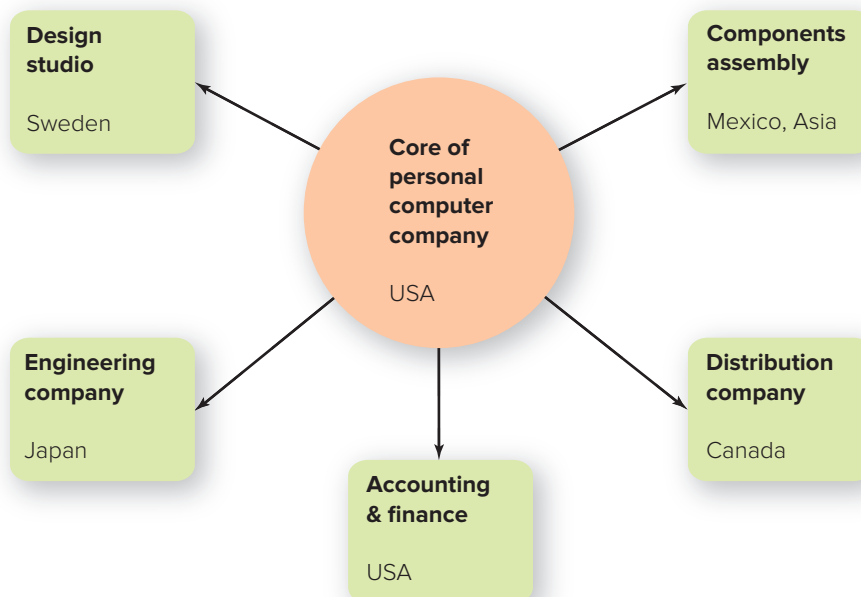 Design
studio
Sweden
Components
assembly
Mexico, Asia
Core of
personal
computer
company
USA
Engineering
company
Japan
Distribution
company
Canada
Accounting
& finance
USA